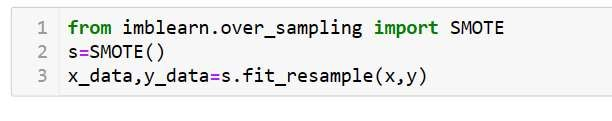 1 from imblearn.over_sampling import SMOTE
2 s=SMOTE()
3 x_data,y_data=s.fit_resample(x,y)